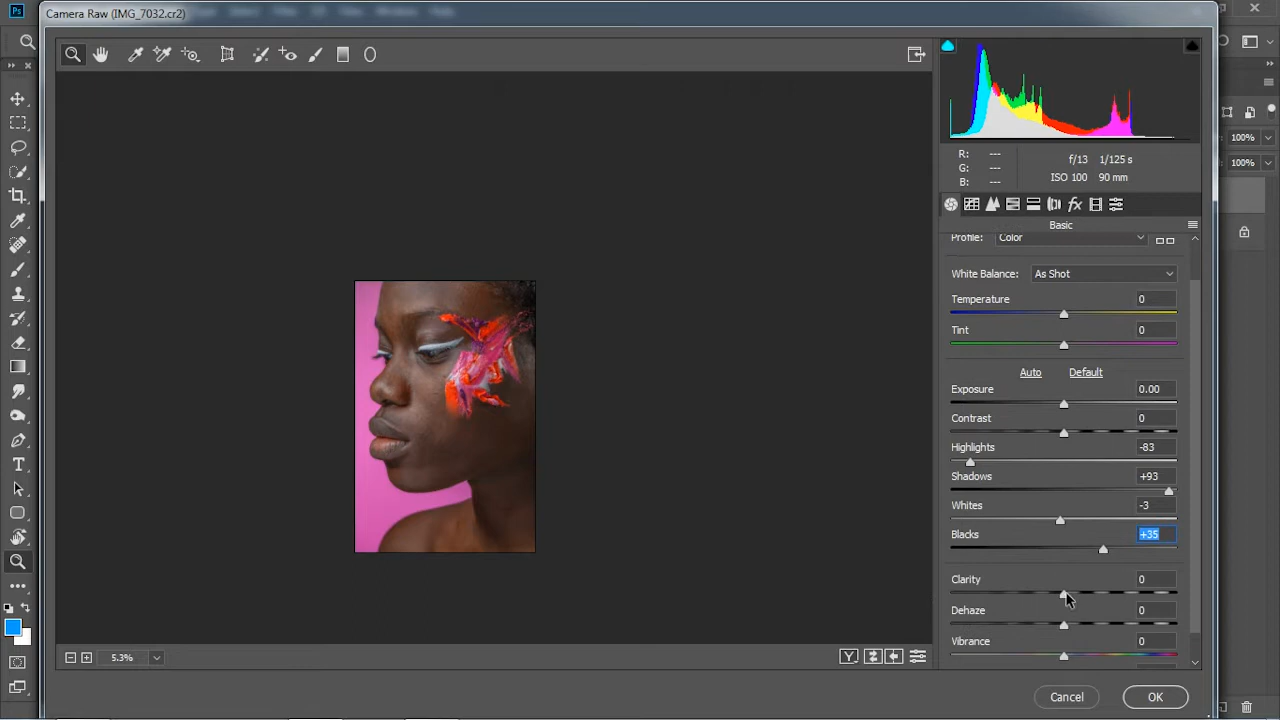 Ps
Camera Raw (IMG_7032.cr2)
R: ---
G: ---
B: ---
f/13 1/125 s
ISO 100 90 mm
fx
Basic
Profile: Color
White Balance: As Shot
Temperature 0
Tint 0
Auto Default
Exposure 0.00
Contrast 0
Highlights -83
Shadows +93
Whites -3
Blacks +35
Clarity 0
Dehaze 0
Vibrance 0
100%
100%
T
5.3%
Y
Cancel OK